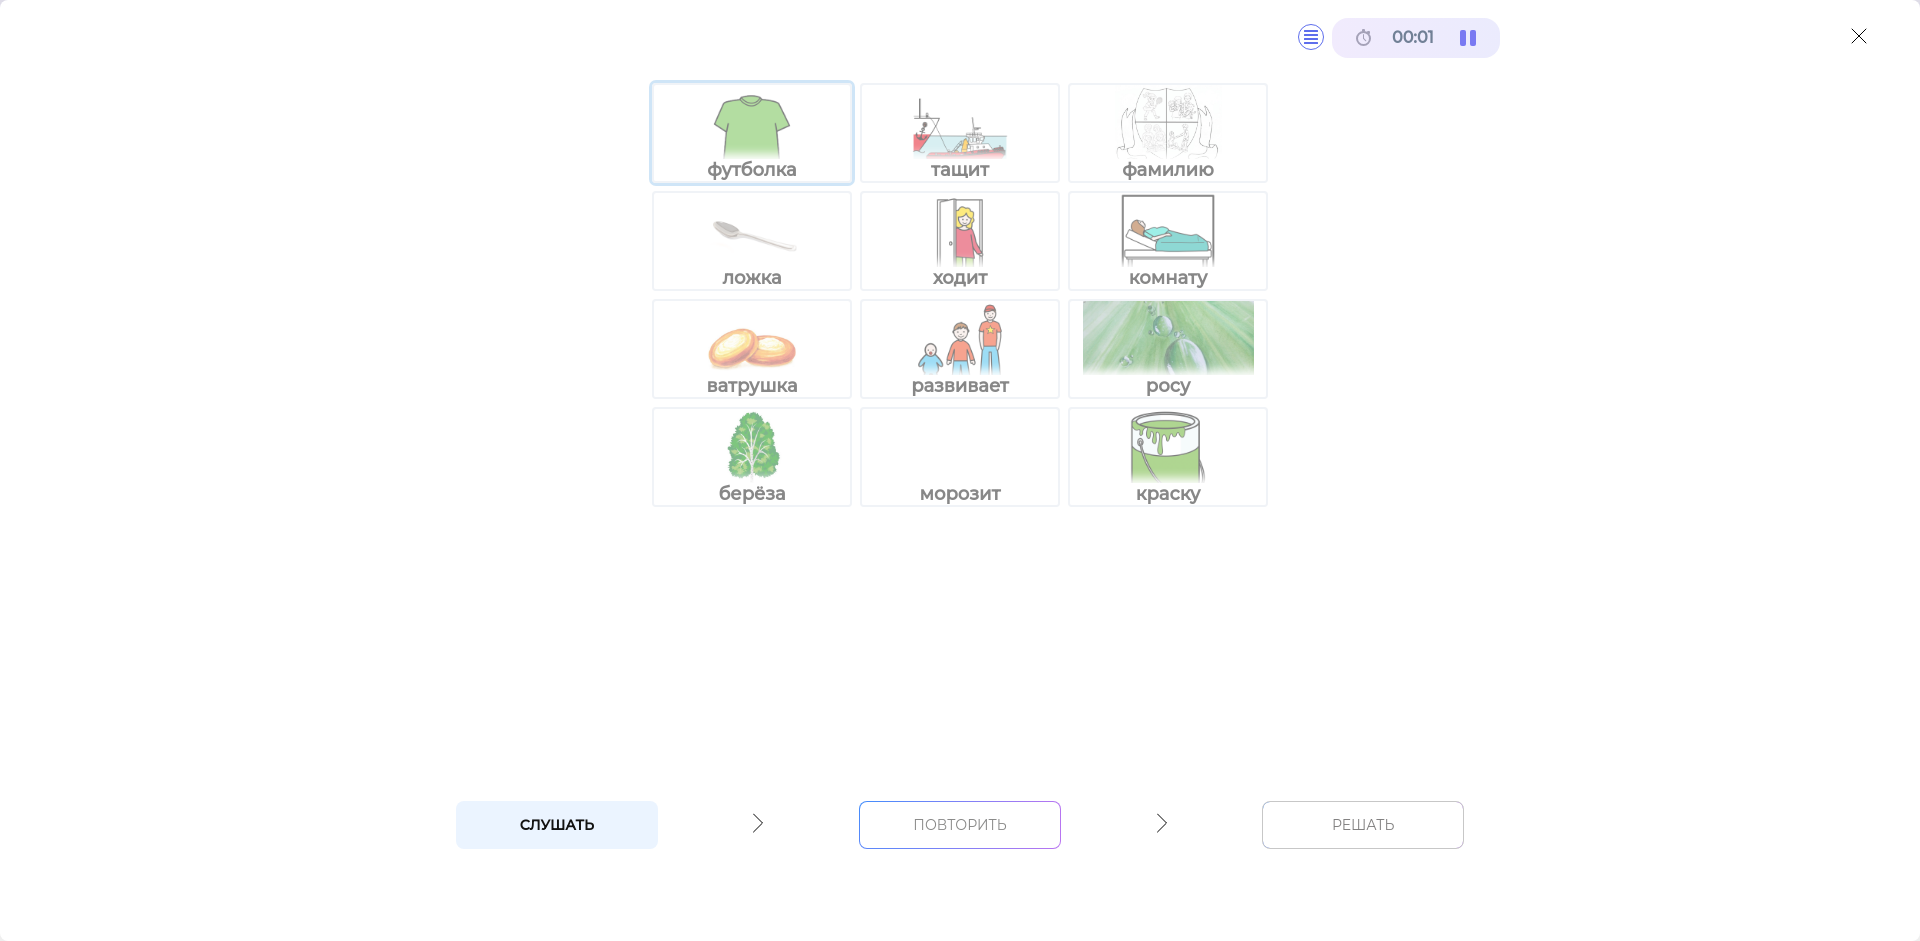 00:01
футболка
тащит
фамилию
ложка
ходит
комнату
ватрушка
развивает
росу
берёза
морозит
краску
СЛУШАТЬ
ПОВТОРИТЬ
РЕШАТЬ